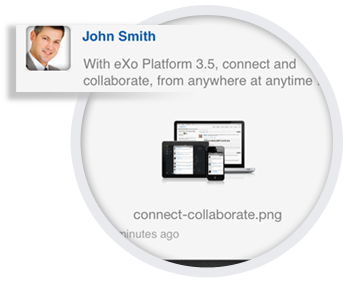 John Smith
With eXo Platform 3.5, connect and
collaborate, from anywhere at anytime
connect-collaborate.png
minutes ago